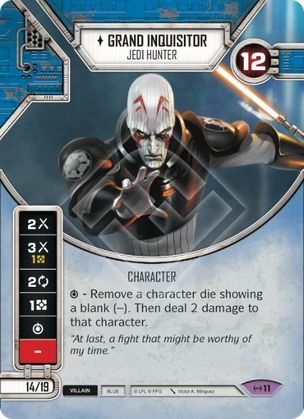 GRAND INQUISITOR
JEDI HUNTER
12
2
3
1
2
1
-
14/19
CHARACTER
- Remove a character die showing
a blank (–). Then deal 2 damage to
that character.
"At last, a fight that might be worthy of
my time."
VILLAIN
BLUE
© LFL © FFG
Victor A. Minguez
11